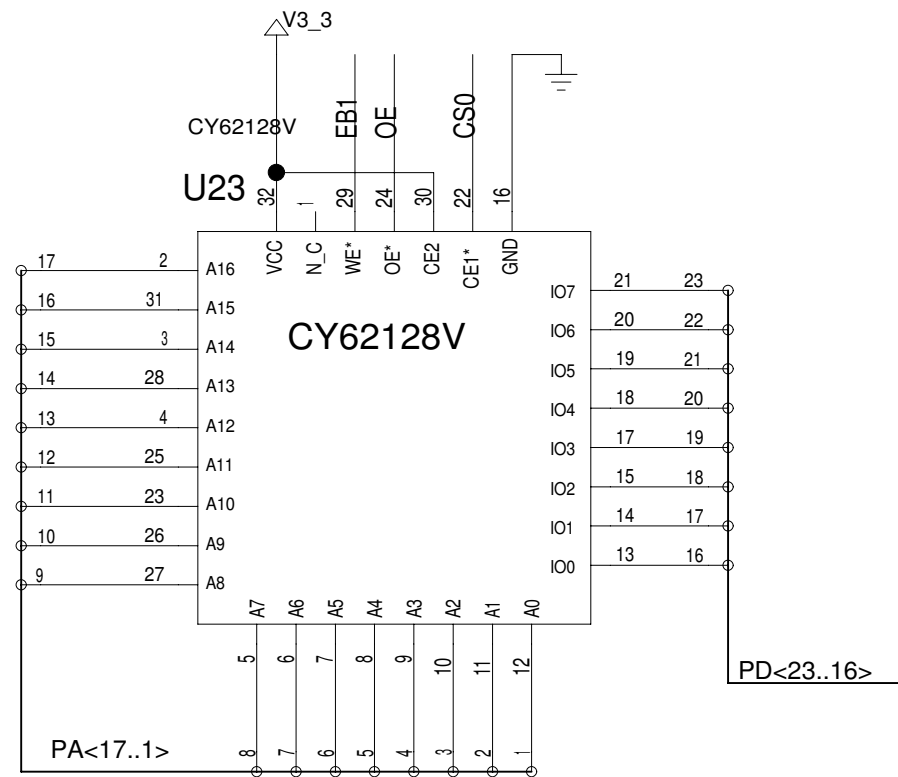 V3_3
CY62128V
EB1 OE CS0
U23
32 1 29 24 30 22 16
VCC N_C WE* OE* CE2 CE1* GND
CY62128V
17 2 A16
16 31 A15
15 3 A14
14 28 A13
13 4 A12
12 25 A11
11 23 A10
10 26 A9
9 27 A8
IO7 21 23
IO6 20 22
IO5 19 21
IO4 18 20
IO3 17 19
IO2 15 18
IO1 14 17
IO0 13 16
A7 A6 A5 A4 A3 A2 A1 A0
5 6 7 8 9 10 11 12
8 7 6 5 4 3 2 1
PA<17..1>
PD<23..16>